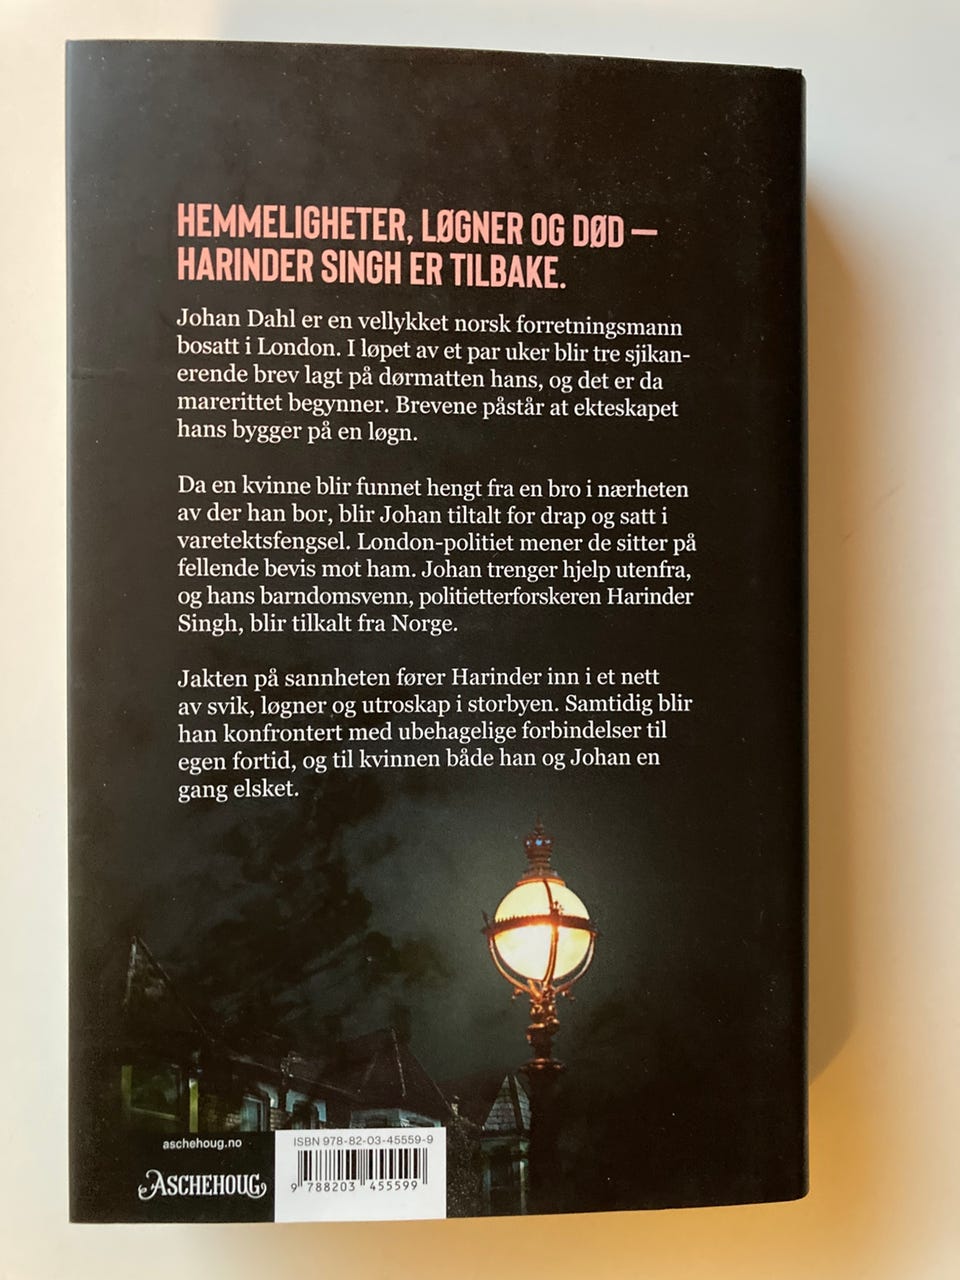 HEMMELIGHETER, LØGNER OG DØD —
HARINDER SINGH ER TILBAKE.
Johan Dahl er en vellykket norsk forretningsmann
bosatt i London. I løpet av et par uker blir tre sjikan-
erende brev lagt på dørmatten hans, og det er da
marerittet begynner. Brevene påstår at ekteskapet
hans bygger på en løgn.
Da en kvinne blir funnet hengt fra en bro i nærheten
av der han bor, blir Johan tiltalt for drap og satt i
varetektsfengsel. London-politiet mener de sitter på
fellende bevis mot ham. Johan trenger hjelp utenfra,
og hans barndomsvenn, politietterforskeren Harinder
Singh, blir tilkalt fra Norge.
Jakten på sannheten fører Harinder inn i et nett
av svik, løgner og utroskap i storbyen. Samtidig blir
han konfrontert med ubehagelige forbindelser til
egen fortid, og til kvinnen både han og Johan en
gang elsket.
aschehoug.no
ASCHEHOUG
ISBN 978-82-03-45559-9
9 788203 455599